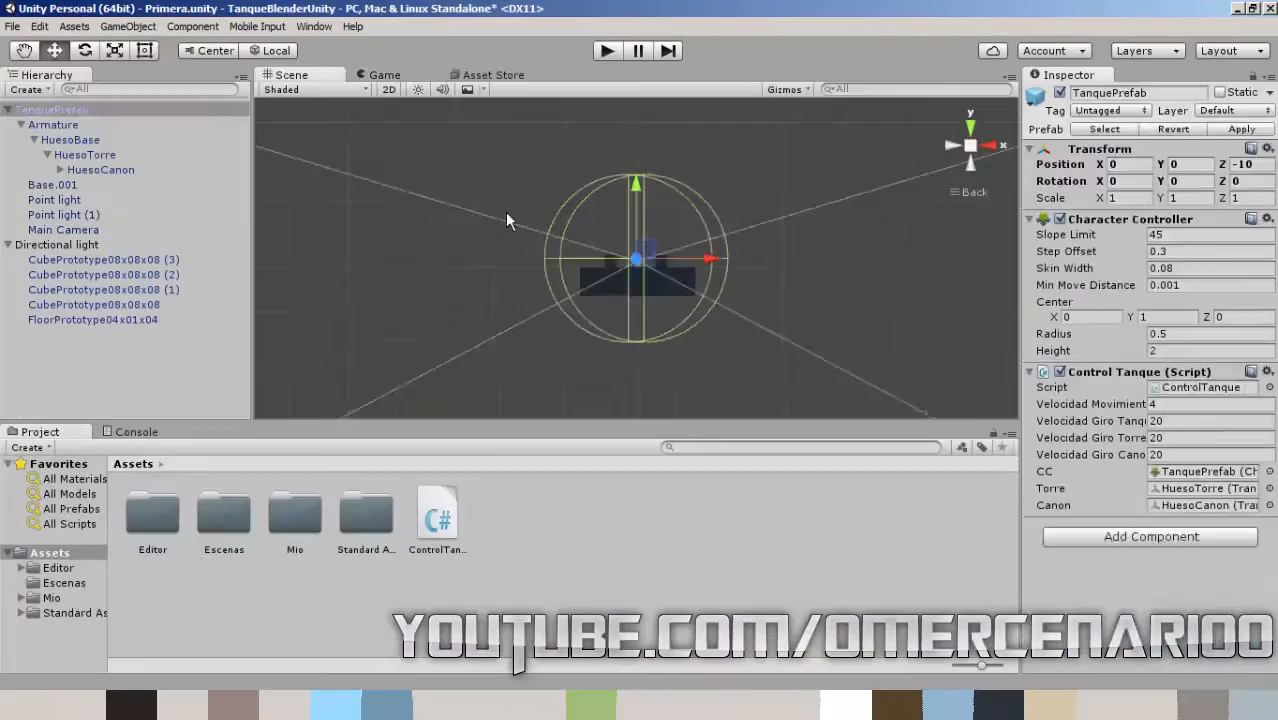 Unity Personal (64bit) - Primera.unity - TanqueBlenderUnity - PC, Mac & Linux Standalone* <DX11>
File Edit Assets GameObject Component Mobile Input Window Help
Center Local Account Layers Layout
Hierarchy
Create All
TanquePrefab
Armature
HuesoBase
HuesoTorre
HuesoCanon
Base.001
Point light
Point light (1)
Main Camera
Directional light
CubePrototype08x08x08 (3)
CubePrototype08x08x08 (2)
CubePrototype08x08x08 (1)
CubePrototype08x08x08
FloorPrototype04x01x04
Scene Game Asset Store
Shaded 2D Gizmos All
y
x
Back
Inspector
TanquePrefab Static
Tag Untagged Layer Default
Prefab Select Revert Apply
Transform
Position X 0 Y 0 Z -10
Rotation X 0 Y 0 Z 0
Scale X 1 Y 1 Z 1
Character Controller
Slope Limit 45
Step Offset 0.3
Skin Width 0.08
Min Move Distance 0.001
Center
X 0 Y 1 Z 0
Radius 0.5
Height 2
Control Tanque (Script)
Script ControlTanque
Velocidad Movimient 4
Velocidad Giro Tanq 20
Velocidad Giro Torre 20
Velocidad Giro Cano 20
CC TanquePrefab (Ch
Torre HuesoTorre (Tran
Canon HuesoCanon (Trar
Add Component
Project Console
Create
Favorites
All Materials
All Models
All Prefabs
All Scripts
Assets
Editor
Escenas
Mio
Standard As
Assets
C#
Editor Escenas Mio Standard A... ControlTan...
YOUTUBE.COM/OMERCENARIOO